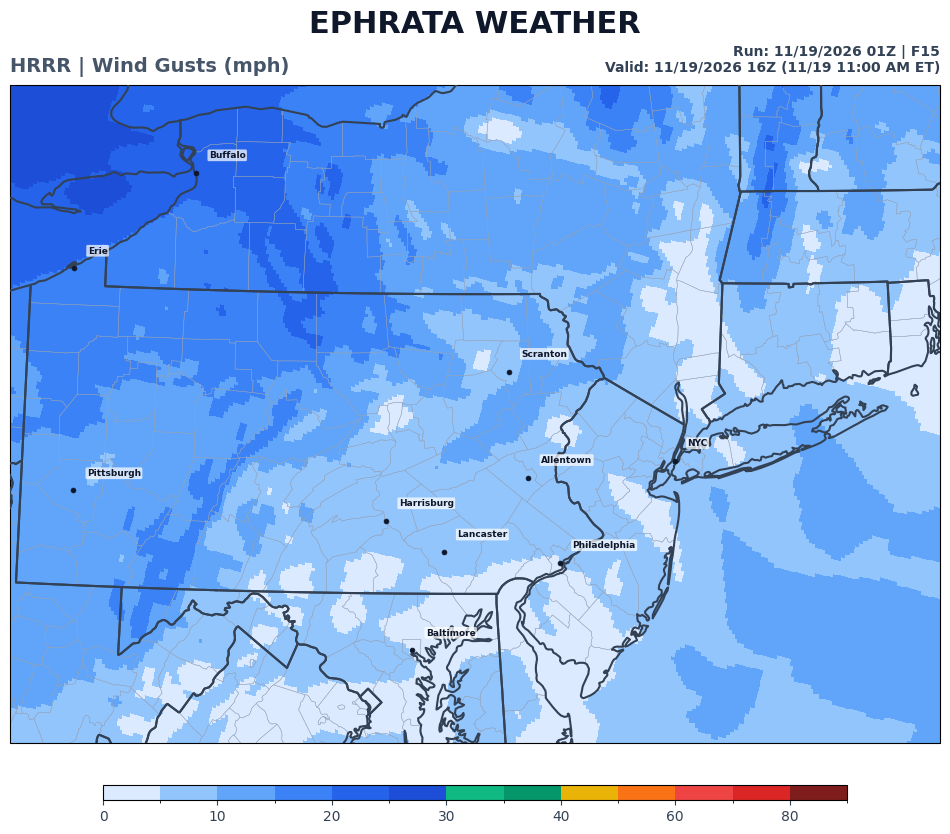 EPHRATA WEATHER
HRRR | Wind Gusts (mph)
Run: 11/19/2026 01Z | F15
Valid: 11/19/2026 16Z (11/19 11:00 AM ET)
Buffalo
Erie
Scranton
NYC
Allentown
Pittsburgh
Harrisburg
Lancaster
Philadelphia
Baltimore
0 10 20 30 40 60 80